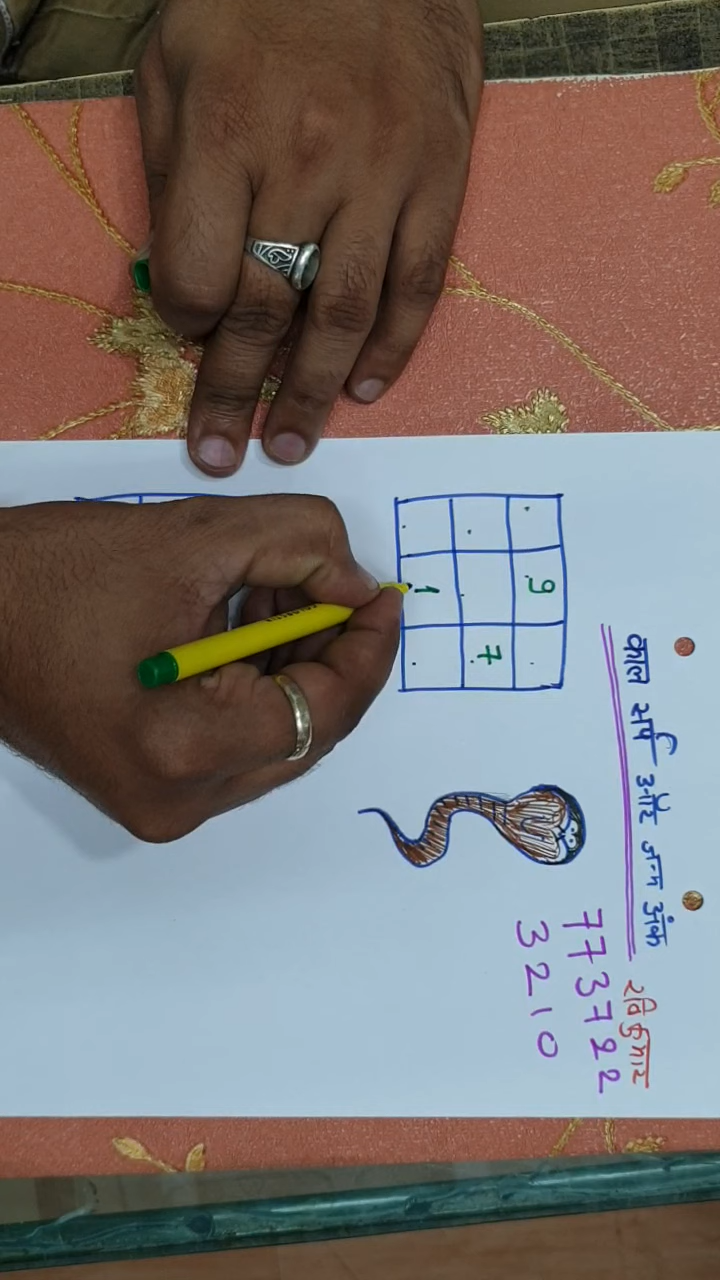 काल सर्प और जन्म अंक
रवि कुमार
773722
3210
9
7
1